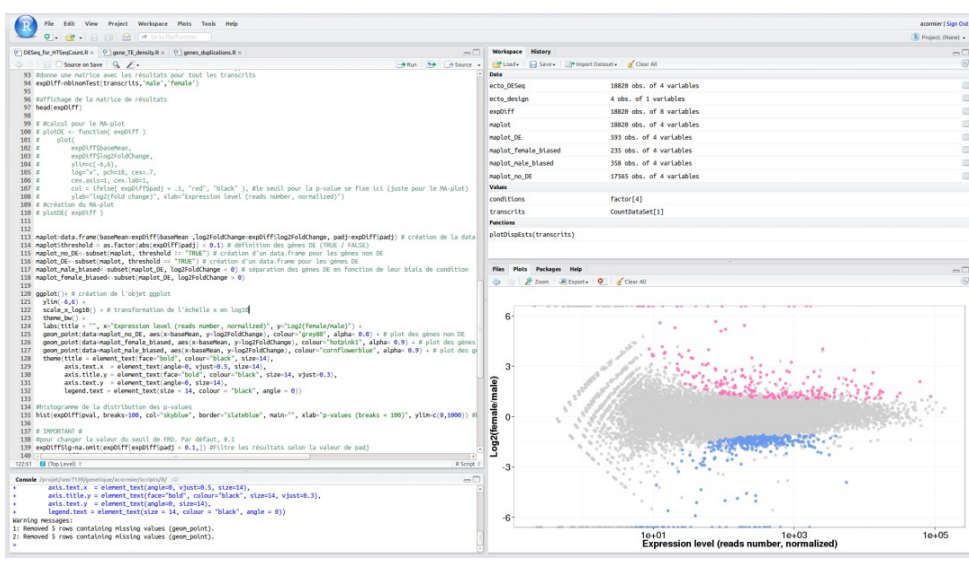 File Edit View Project Workspace Plots Tools Help
acormier | Sign Out
Go to file/function
Project: (None)
DESeq_for_HTSeqCount.R × gene_TE_density.R × genes_duplications.R ×
Source on Save Run Source
93 #donne une matrice avec les résultats pour tout les transcrits
94 expDiff=nbinomTest(transcrits,'male','female')
95
96 #affichage de la matrice de résultats
97 head(expDiff)
98
99 # #calcul pour le MA-plot
100 # plotDE <- function( expDiff )
101 # plot(
102 # expDiff$baseMean,
103 # expDiff$log2FoldChange,
104 # ylim=c(-6,6),
105 # log="x", pch=18, cex=.7,
106 # cex.axis=1, cex.lab=1,
107 # col = ifelse( expDiff$padj < .1, "red", "black" ), #le seuil pour la p-value se fixe ici (juste pour le MA-plot)
108 # ylab="log2(fold change)", xlab="Expression level (reads number, normalized)")
109 # #création du MA-plot
110 # plotDE( expDiff )
111
112
113 maplot=data.frame(baseMean=expDiff$baseMean ,log2FoldChange=expDiff$log2FoldChange, padj=expDiff$padj) # création de la data
114 maplot$threshold = as.factor(abs(expDiff$padj) < 0.1) # définition des gènes DE (TRUE / FALSE)
115 maplot_no_DE<-subset(maplot, threshold != "TRUE") # création d'un data.frame pour les gènes non DE
116 maplot_DE<-subset(maplot, threshold == "TRUE") # création d'un data.frame pour les gènes DE
117 maplot_male_biased<-subset(maplot_DE, log2FoldChange < 0) # séparation des gènes DE en fonction de leur biais de condition
118 maplot_female_biased<-subset(maplot_DE, log2FoldChange > 0)
119
120 ggplot()+ # création de l'objet ggplot
121 ylim(-6,6) +
122 scale_x_log10() + # transformation de l'échelle x en log10
123 theme_bw() +
124 labs(title = "", x="Expression level (reads number, normalized)", y="Log2(female/male)") +
125 geom_point(data=maplot_no_DE, aes(x=baseMean, y=log2FoldChange), colour="grey80", alpha= 0.8) + # plot des gènes non DE
126 geom_point(data=maplot_female_biased, aes(x=baseMean, y=log2FoldChange), colour="hotpink1", alpha= 0.9) + # plot des gènes
127 geom_point(data=maplot_male_biased, aes(x=baseMean, y=log2FoldChange), colour="cornflowerblue", alpha= 0.9) + # plot des
128 theme(title = element_text(face="bold", colour="black", size=14),
129 axis.text.x = element_text(angle=0, vjust=0.5, size=14),
130 axis.title.y = element_text(face="bold", colour="black", size=14, vjust=0.3),
131 axis.text.y = element_text(angle=0, size=14),
132 legend.text = element_text(size = 14, colour = "black", angle = 0))
133
134 #histogramme de la distribution des p-values
135 hist(expDiff$pval, breaks=100, col="skyblue", border="slateblue", main="", xlab="p-values (breaks = 100)", ylim=c(0,1000))
136
137 # IMPORTANT #
138 #pour changer la valeur du seuil de FRD. Par défaut, 0.1
139 expDiffSig=na.omit(expDiff[expDiff$padj < 0.1,]) #Filtre les résultats selon la valeur de padj
140
122:61 (Top Level) R Script
Console /projet/umr7139/genetique/acormier/scripts/R/
+ axis.text.x = element_text(angle=0, vjust=0.5, size=14),
+ axis.title.y = element_text(face="bold", colour="black", size=14, vjust=0.3),
+ axis.text.y = element_text(angle=0, size=14),
+ legend.text = element_text(size = 14, colour = "black", angle = 0))
Warning messages:
1: Removed 5 rows containing missing values (geom_point).
2: Removed 5 rows containing missing values (geom_point).
>
Workspace History
Load Save Import Dataset Clear All
Data
ecto_DESeq 18820 obs. of 4 variables
ecto_design 4 obs. of 1 variables
expDiff 18820 obs. of 8 variables
maplot 18820 obs. of 4 variables
maplot_DE 593 obs. of 4 variables
maplot_female_biased 235 obs. of 4 variables
maplot_male_biased 358 obs. of 4 variables
maplot_no_DE 17565 obs. of 4 variables
Values
conditions factor[4]
transcrits CountDataSet[1]
Functions
plotDispEsts(transcrits)
Files Plots Packages Help
Zoom Export Clear All
Log2(female/male)
6
3
0
-3
-6
1e+01 1e+03 1e+05
Expression level (reads number, normalized)